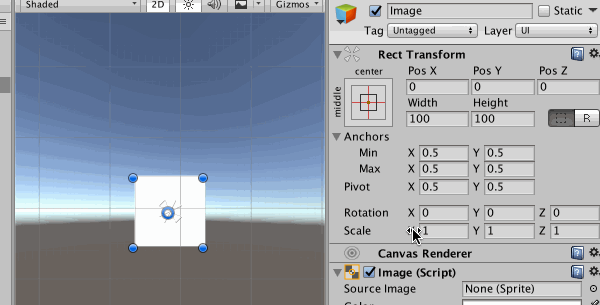 Shaded 2D Gizmos
Image Static
Tag Untagged Layer UI
Rect Transform
center Pos X Pos Y Pos Z
middle 0 0 0
Width Height
100 100 R
Anchors
Min X 0.5 Y 0.5
Max X 0.5 Y 0.5
Pivot X 0.5 Y 0.5
Rotation X 0 Y 0 Z 0
Scale 1 Y 1 Z 1
Canvas Renderer
Image (Script)
Source Image None (Sprite)